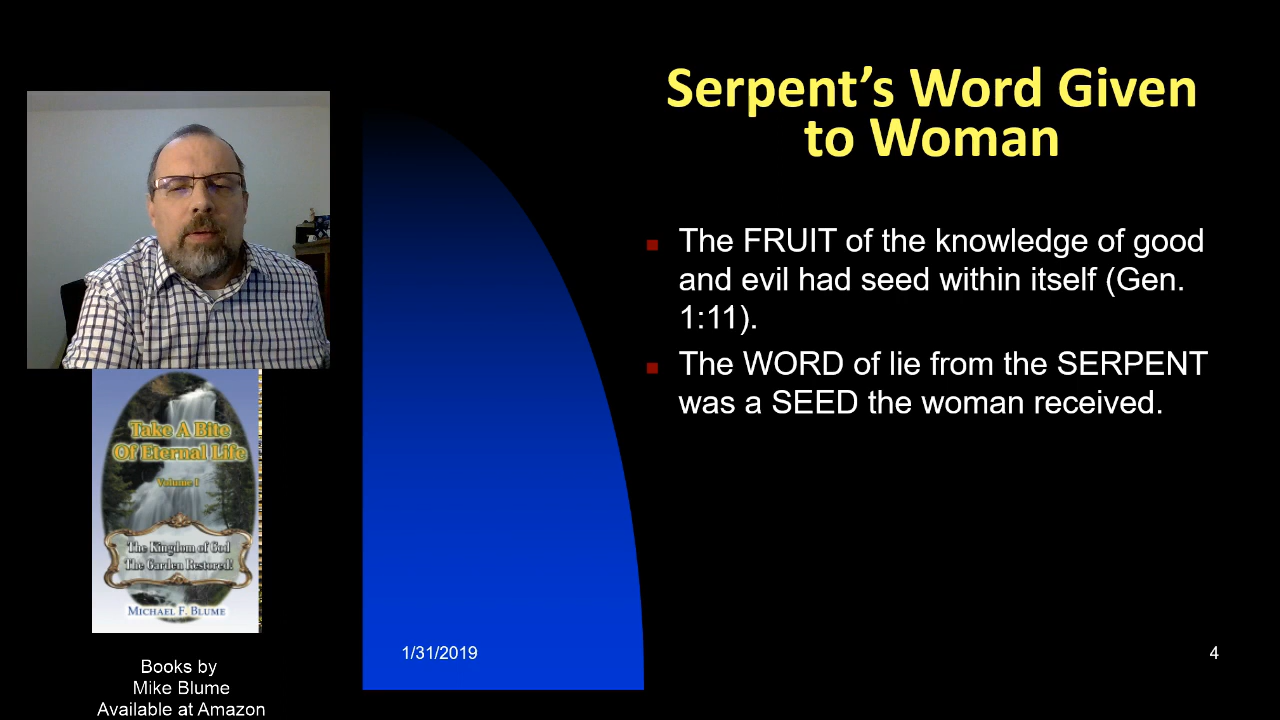 Serpent’s Word Given
to Woman
The FRUIT of the knowledge of good
and evil had seed within itself (Gen.
1:11).
The WORD of lie from the SERPENT
was a SEED the woman received.
Take A Bite
Of Eternal Life
Volume I
The Kingdom of God
The Garden Restored!
MICHAEL F. BLUME
Books by
Mike Blume
Available at Amazon
1/31/2019
4